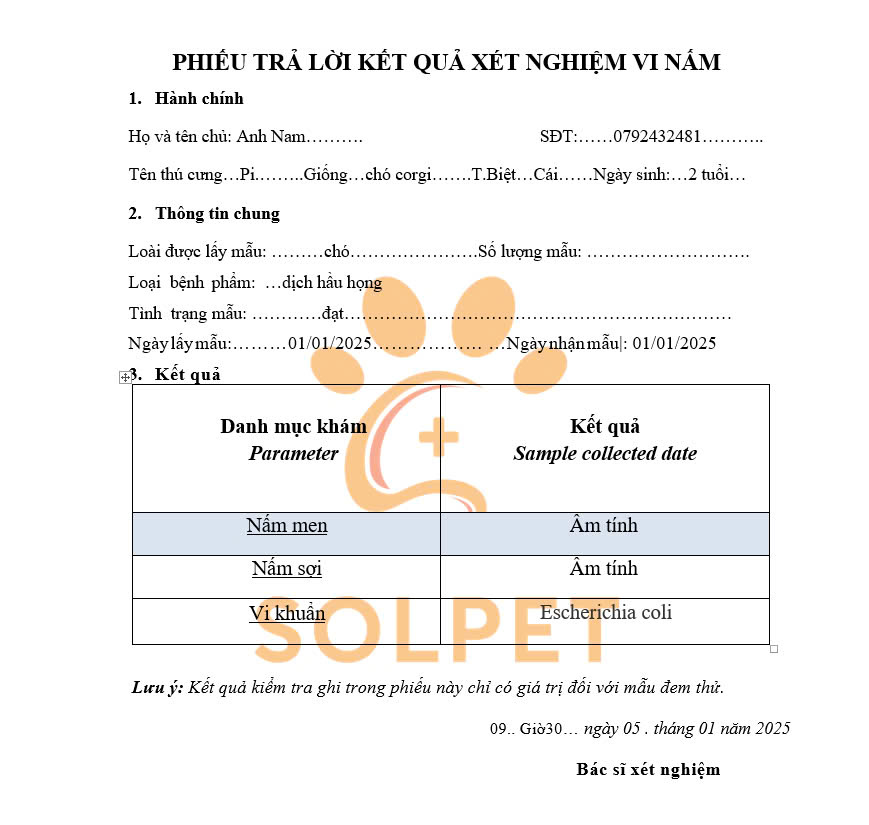 PHIẾU TRẢ LỜI KẾT QUẢ XÉT NGHIỆM VI NẤM
1. Hành chính
Họ và tên chủ: Anh Nam………. SĐT:……0792432481………..
Tên thú cưng…Pi.……..Giống…chó corgi…….T.Biệt…Cái……Ngày sinh:…2 tuổi…
2. Thông tin chung
Loài được lấy mẫu: ………chó………………….Số lượng mẫu: ……………………….
Loại bệnh phẩm: …dịch hầu họng
Tình trạng mẫu: …………đạt……………………………………………………………
Ngày lấy mẫu:………01/01/2025……………… …Ngày nhận mẫu|: 01/01/2025
3. Kết quả
Danh mục khám
Parameter
Kết quả
Sample collected date
Nấm men Âm tính
Nấm sợi Âm tính
Vi khuẩn Escherichia coli
SOLPET
Lưu ý: Kết quả kiểm tra ghi trong phiếu này chỉ có giá trị đối với mẫu đem thử.
09.. Giờ30… ngày 05 . tháng 01 năm 2025
Bác sĩ xét nghiệm